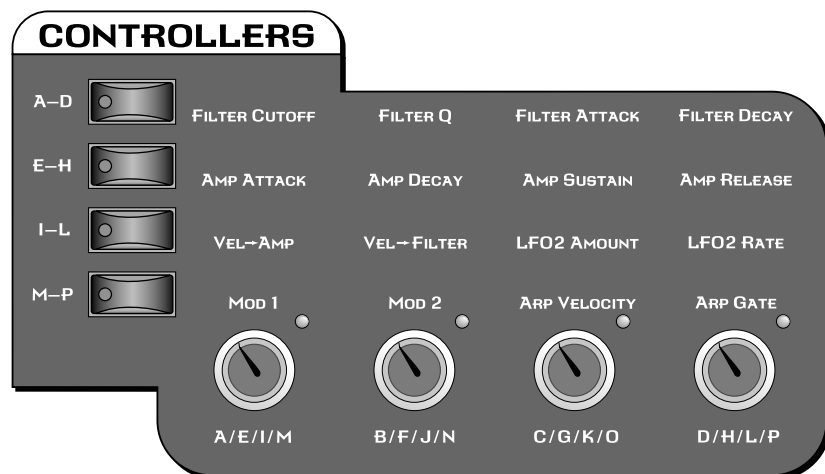 CONTROLLERS
A–D
FILTER CUTOFF FILTER Q FILTER ATTACK FILTER DECAY
E–H
AMP ATTACK AMP DECAY AMP SUSTAIN AMP RELEASE
I–L
VEL→AMP VEL→FILTER LFO2 AMOUNT LFO2 RATE
M–P
MOD 1 MOD 2 ARP VELOCITY ARP GATE
A/E/I/M B/F/J/N C/G/K/O D/H/L/P